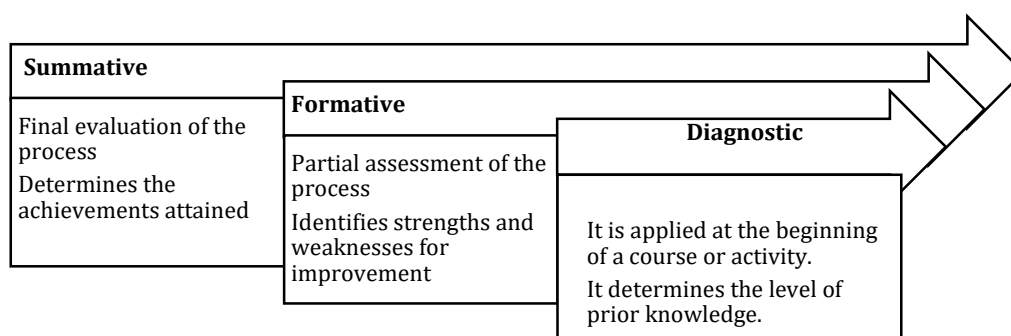 Summative
Final evaluation of the
process
Determines the
achievements attained
Formative
Partial assessment of the
process
Identifies strengths and
weaknesses for
improvement
Diagnostic
It is applied at the beginning
of a course or activity.
It determines the level of
prior knowledge.